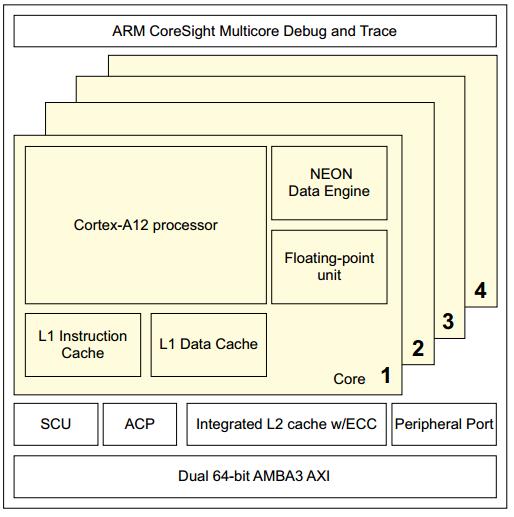 ARM CoreSight Multicore Debug and Trace
NEON
Data Engine
Cortex-A12 processor
Floating-point
unit
4
3
L1 Instruction
Cache
L1 Data Cache
2
Core 1
SCU
ACP
Integrated L2 cache w/ECC
Peripheral Port
Dual 64-bit AMBA3 AXI